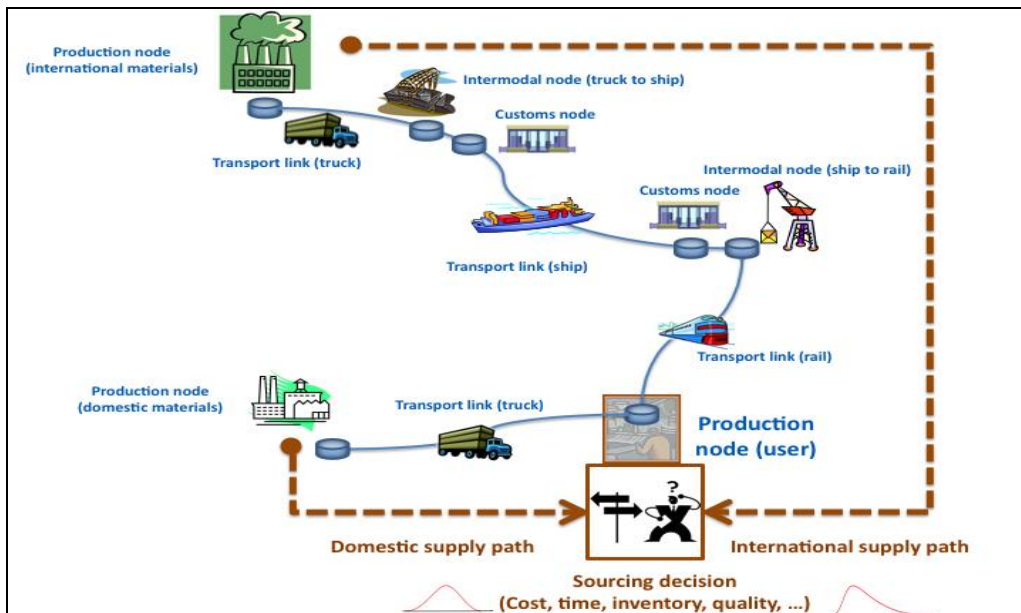 Production node
(international materials)
Intermodal node (truck to ship)
Customs node
Transport link (truck)
Intermodal node (ship to rail)
Customs node
Transport link (ship)
Transport link (rail)
Production node
(domestic materials)
Transport link (truck)
Production
node (user)
?
Domestic supply path
International supply path
Sourcing decision
(Cost, time, inventory, quality, ...)